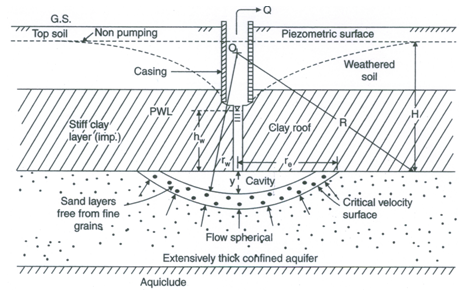 Q
G.S.
Top soil
Non pumping
Piezometric surface
O
Casing
Weathered
soil
PWL
H
Stiff clay
layer (imp.)
h_w
Clay roof
R
r_w
r_e
y
Cavity
Sand layers
free from fine
grains
Critical velocity
surface
Flow spherical
Extensively thick confined aquifer
Aquiclude